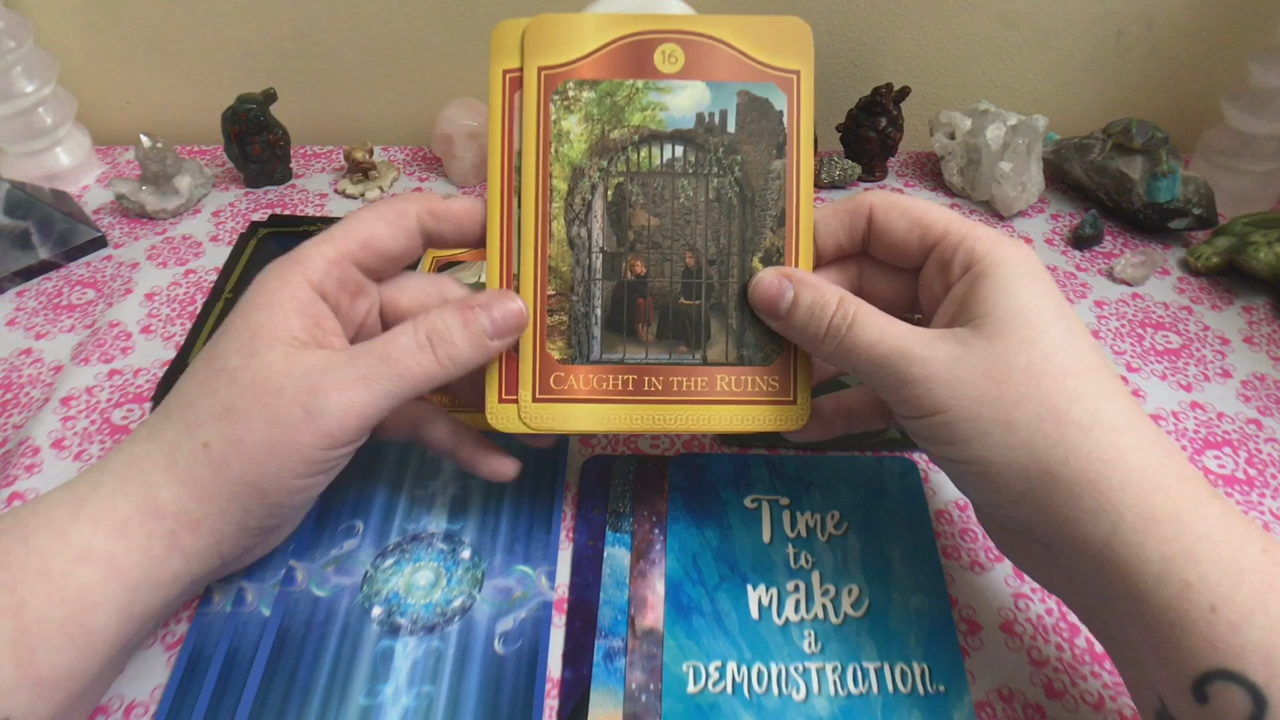 16
CAUGHT IN THE RUINS
Time
to
make
a
DEMONSTRATION.